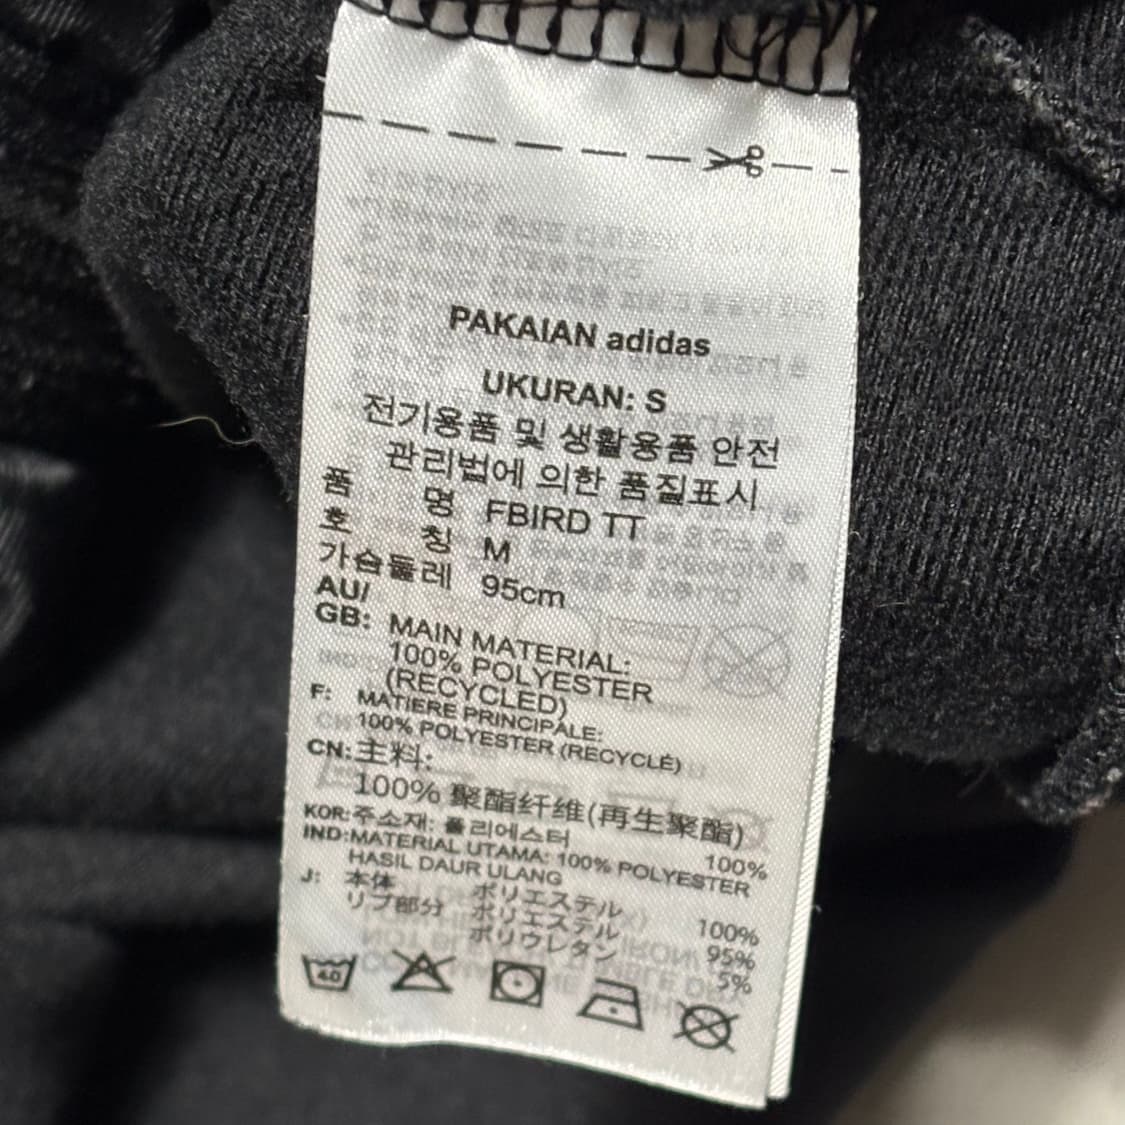 PAKAIAN adidas
UKURAN: S
전기용품 및 생활용품 안전
관리법에 의한 품질표시
품 명 FBIRD TT
호 칭 M
가슴둘레 95cm
AU/
GB: MAIN MATERIAL:
100% POLYESTER
(RECYCLED)
F: MATIERE PRINCIPALE:
100% POLYESTER (RECYCLÉ)
CN: 主料:
100% 聚酯纤维(再生聚酯)
KOR: 주소재: 폴리에스터 100%
IND: MATERIAL UTAMA: 100% POLYESTER
HASIL DAUR ULANG
J: 本体 ポリエステル 100%
リブ部分 ポリエステル 95%
ポリウレタン 5%
40